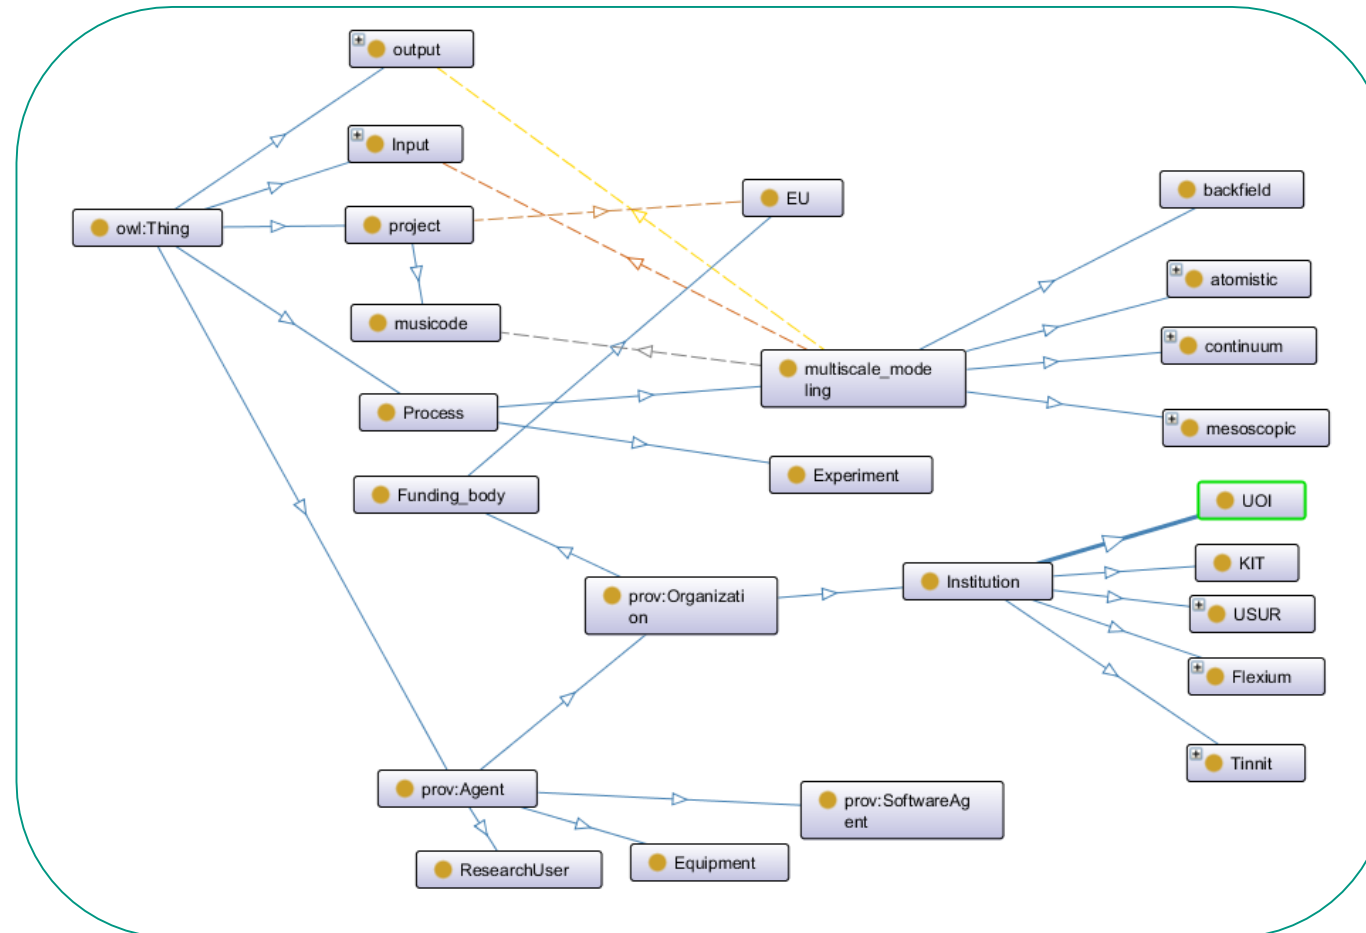 output
Input
EU
backfield
owl:Thing
project
atomistic
musicode
continuum
multiscale_mode
ling
Process
mesoscopic
Experiment
Funding_body
UOI
KIT
Institution
prov:Organizati
on
USUR
Flexium
Tinnit
prov:Agent
prov:SoftwareAg
ent
ResearchUser
Equipment